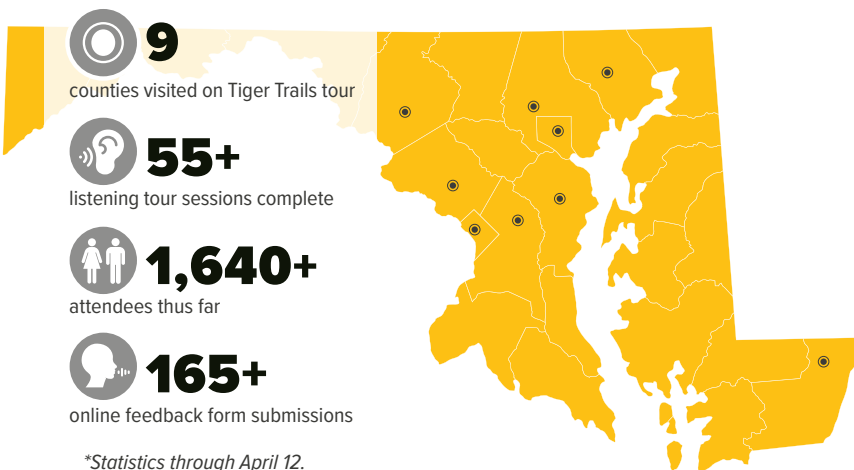 9
counties visited on Tiger Trails tour
55+
listening tour sessions complete
1,640+
attendees thus far
165+
online feedback form submissions
*Statistics through April 12.